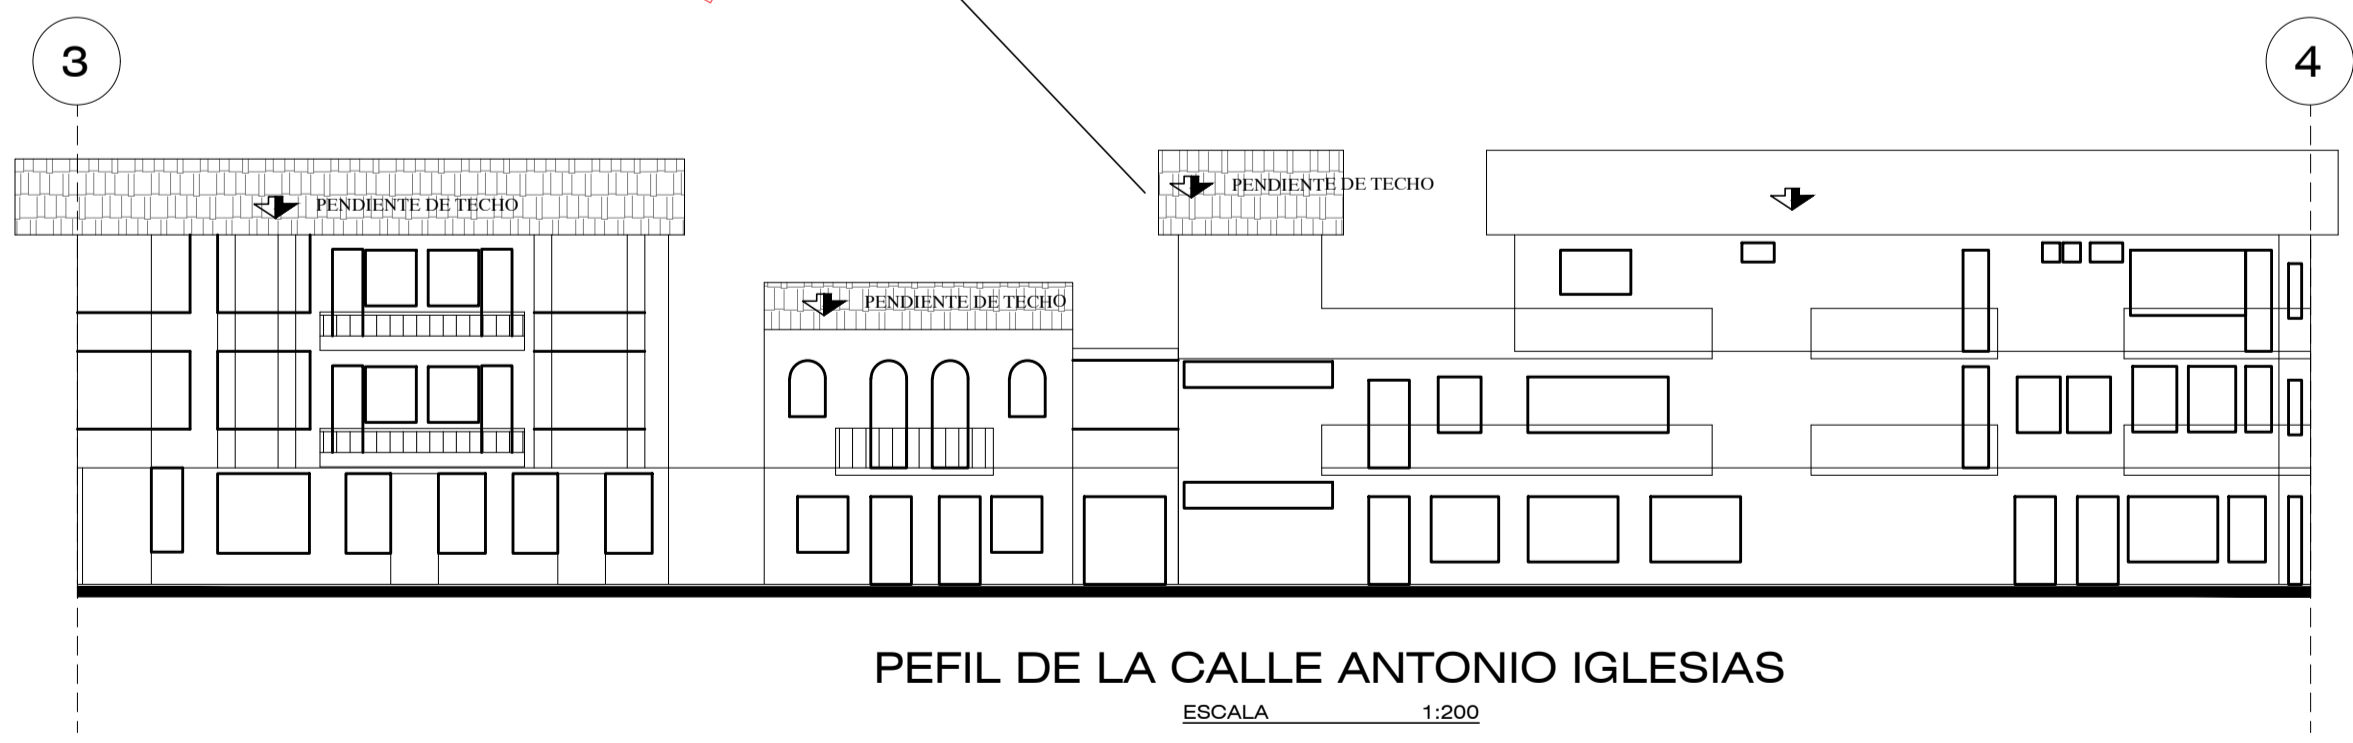 3
4
PENDIENTE DE TECHO
PENDIENTE DE TECHO
PENDIENTE DE TECHO
PEFIL DE LA CALLE ANTONIO IGLESIAS
ESCALA 1:200